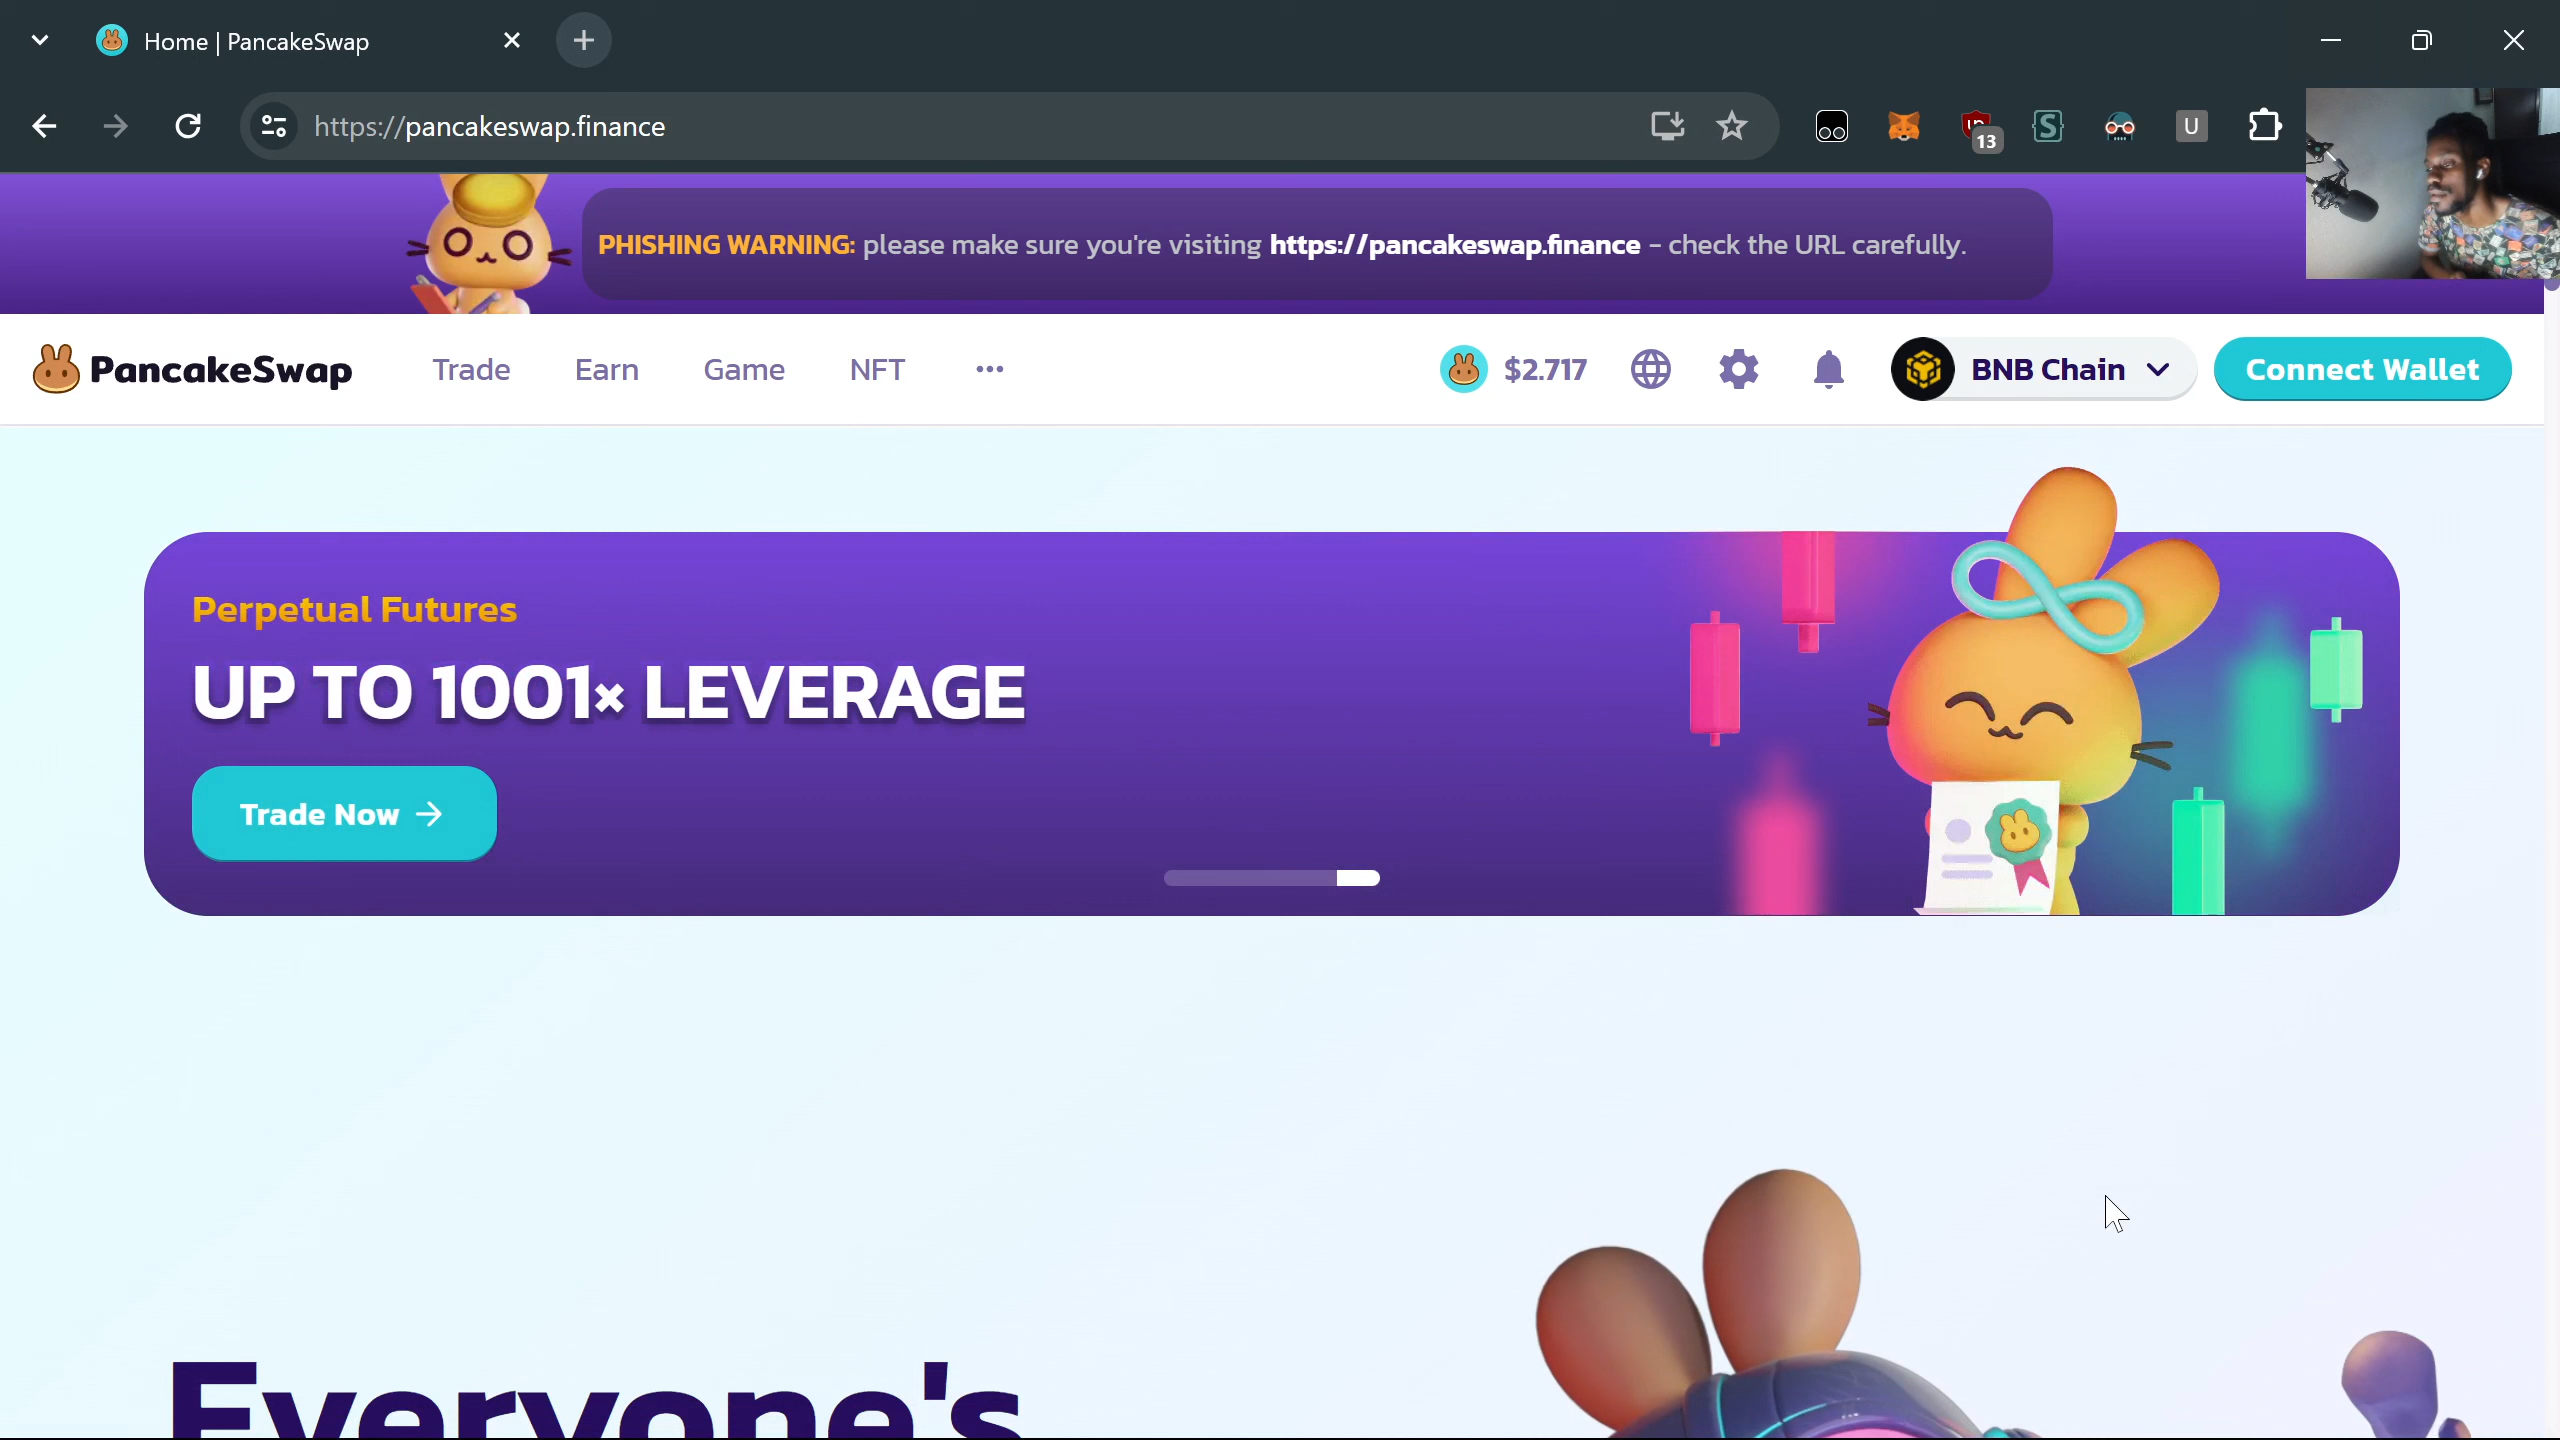 Home | PancakeSwap
https://pancakeswap.finance
13
U
PHISHING WARNING: please make sure you're visiting https://pancakeswap.finance - check the URL carefully.
PancakeSwap
Trade
Earn
Game
NFT
$2.717
BNB Chain
Connect Wallet
Perpetual Futures
UP TO 1001× LEVERAGE
Trade Now
Everyone's